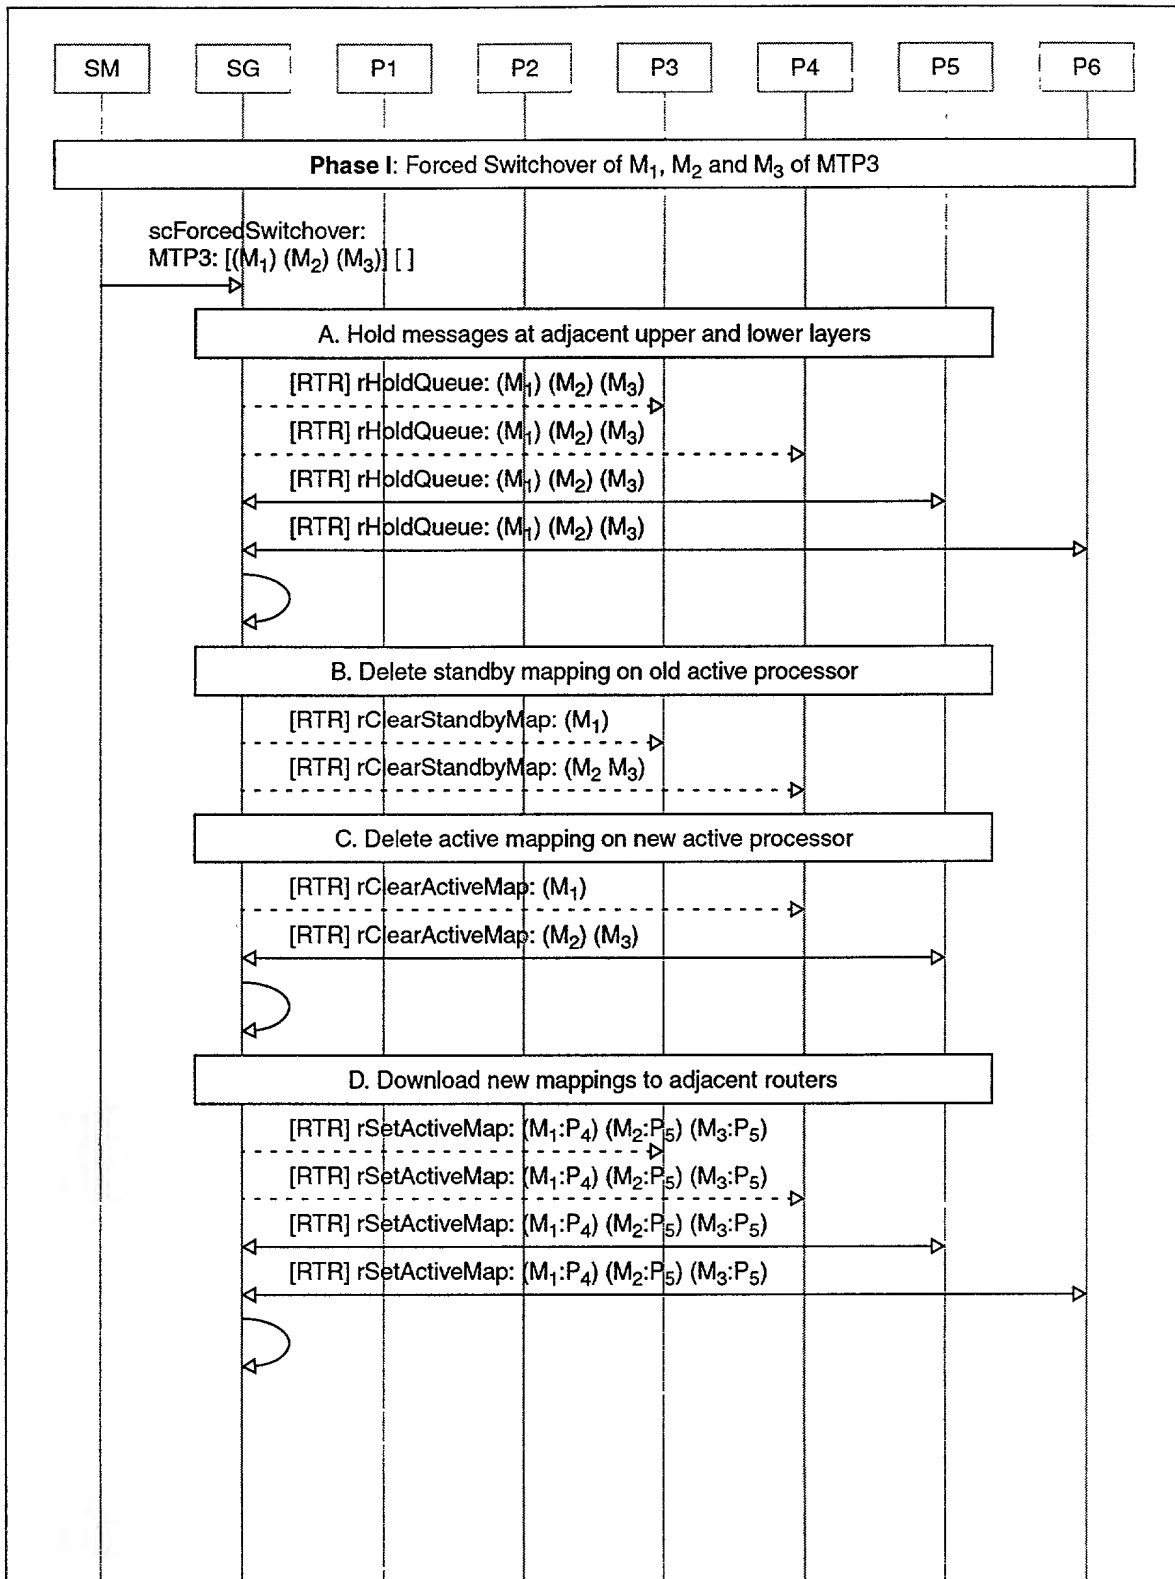 SM SG P1 P2 P3 P4 P5 P6
Phase I: Forced Switchover of M1, M2 and M3 of MTP3
scForcedSwitchover:
MTP3: [(M1) (M2) (M3)] [ ]
A. Hold messages at adjacent upper and lower layers
[RTR] rHoldQueue: (M1) (M2) (M3)
[RTR] rHoldQueue: (M1) (M2) (M3)
[RTR] rHoldQueue: (M1) (M2) (M3)
[RTR] rHoldQueue: (M1) (M2) (M3)
B. Delete standby mapping on old active processor
[RTR] rClearStandbyMap: (M1)
[RTR] rClearStandbyMap: (M2 M3)
C. Delete active mapping on new active processor
[RTR] rClearActiveMap: (M1)
[RTR] rClearActiveMap: (M2) (M3)
D. Download new mappings to adjacent routers
[RTR] rSetActiveMap: (M1:P4) (M2:P5) (M3:P5)
[RTR] rSetActiveMap: (M1:P4) (M2:P5) (M3:P5)
[RTR] rSetActiveMap: (M1:P4) (M2:P5) (M3:P5)
[RTR] rSetActiveMap: (M1:P4) (M2:P5) (M3:P5)